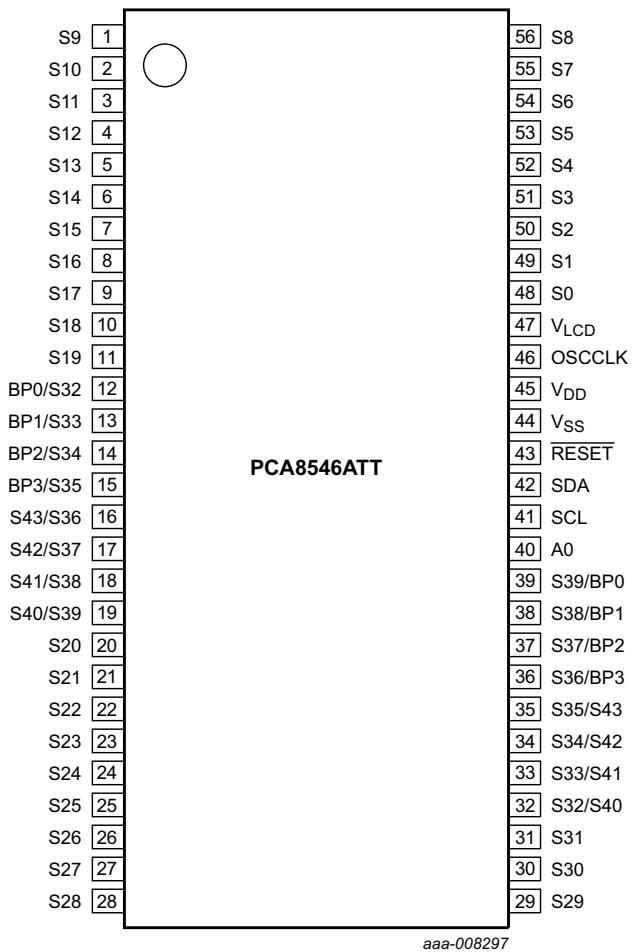 S9 1 56 S8
S10 2 55 S7
S11 3 54 S6
S12 4 53 S5
S13 5 52 S4
S14 6 51 S3
S15 7 50 S2
S16 8 49 S1
S17 9 48 S0
S18 10 47 VLCD
S19 11 46 OSCCLK
BP0/S32 12 45 VDD
BP1/S33 13 44 VSS
BP2/S34 14 43 RESET
PCA8546ATT
BP3/S35 15 42 SDA
S43/S36 16 41 SCL
S42/S37 17 40 A0
S41/S38 18 39 S39/BP0
S40/S39 19 38 S38/BP1
S20 20 37 S37/BP2
S21 21 36 S36/BP3
S22 22 35 S35/S43
S23 23 34 S34/S42
S24 24 33 S33/S41
S25 25 32 S32/S40
S26 26 31 S31
S27 27 30 S30
S28 28 29 S29
aaa-008297